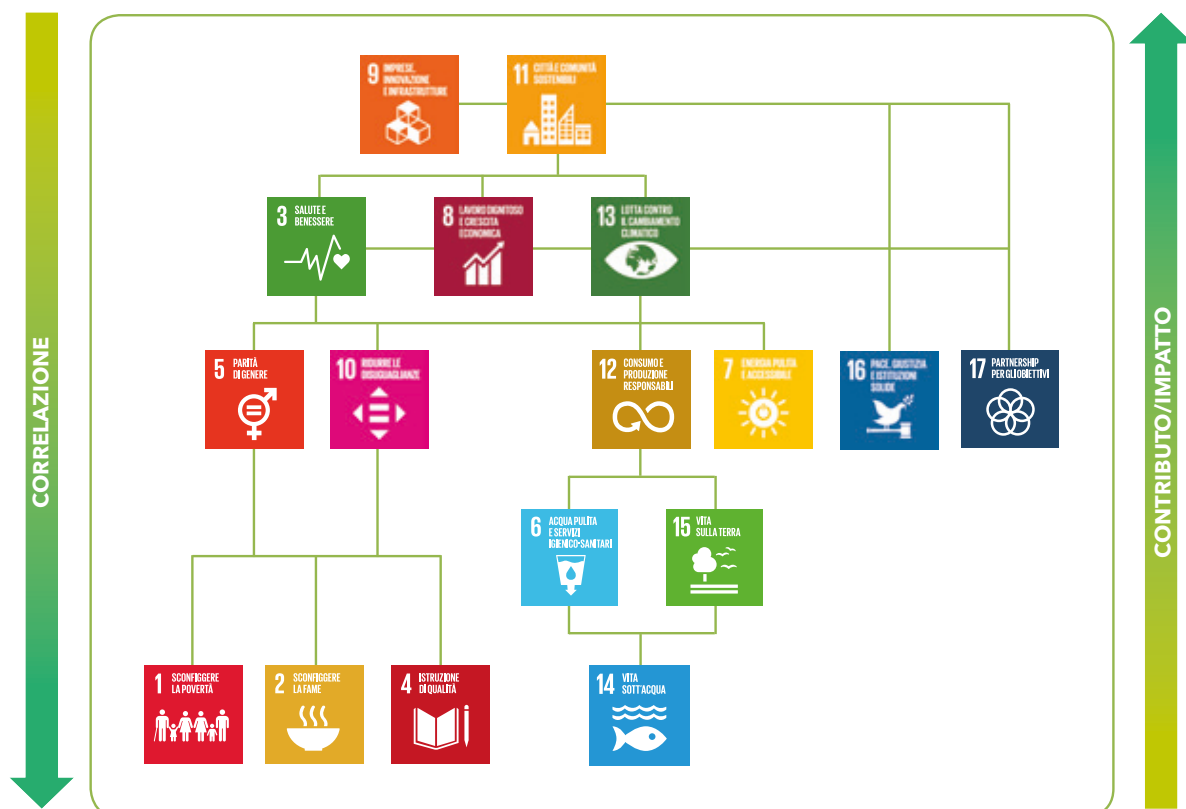 CORRELAZIONE
9 IMPRESE,
INNOVAZIONE
E INFRASTRUTTURE
11 CITTÀ E COMUNITÀ
SOSTENIBILI
3 SALUTE E
BENESSERE
8 LAVORO DIGNITOSO
E CRESCITA
ECONOMICA
13 LOTTA CONTRO
IL CAMBIAMENTO
CLIMATICO
5 PARITÀ
DI GENERE
10 RIDURRE LE
DISUGUAGLIANZE
12 CONSUMO E
PRODUZIONE
RESPONSABILI
7 ENERGIA PULITA
E ACCESSIBILE
16 PACE, GIUSTIZIA
E ISTITUZIONI
SOLIDE
17 PARTNERSHIP
PER GLI OBIETTIVI
6 ACQUA PULITA
E SERVIZI
IGIENICO-SANITARI
15 VITA
SULLA TERRA
1 SCONFIGGERE
LA POVERTÀ
2 SCONFIGGERE
LA FAME
4 ISTRUZIONE
DI QUALITÀ
14 VITA
SOTT'ACQUA
CONTRIBUTO/IMPATTO